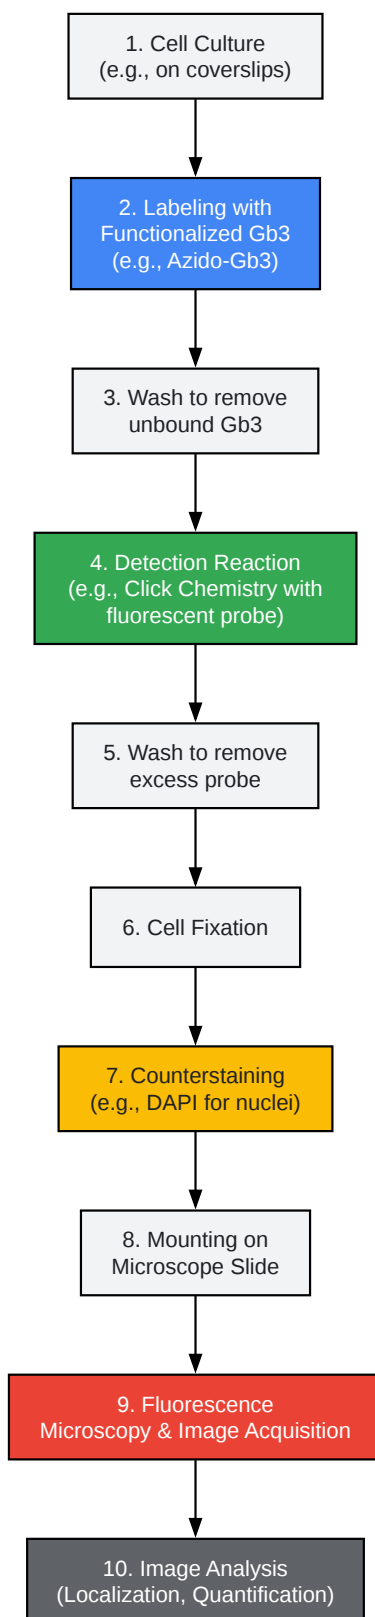 1. Cell Culture
(e.g., on coverslips)
2. Labeling with
Functionalized Gb3
(e.g., Azido-Gb3)
3. Wash to remove
unbound Gb3
4. Detection Reaction
(e.g., Click Chemistry with
fluorescent probe)
5. Wash to remove
excess probe
6. Cell Fixation
7. Counterstaining
(e.g., DAPI for nuclei)
8. Mounting on
Microscope Slide
9. Fluorescence
Microscopy & Image Acquisition
10. Image Analysis
(Localization, Quantification)